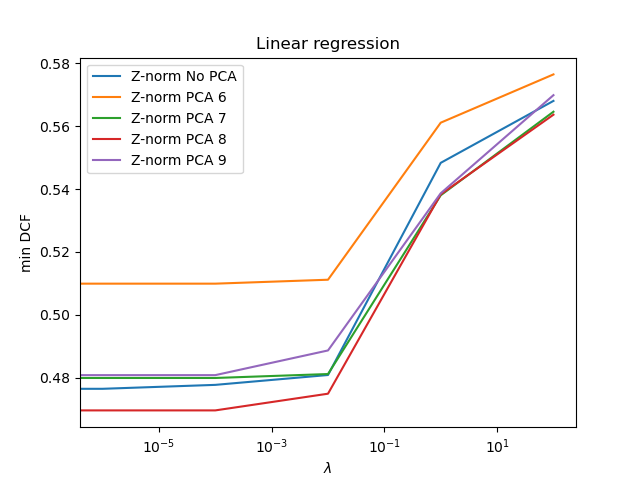 Linear regression
Z-norm No PCA
Z-norm PCA 6
Z-norm PCA 7
Z-norm PCA 8
Z-norm PCA 9
min DCF
0.58
0.56
0.54
0.52
0.50
0.48
10⁻⁵ 10⁻³ 10⁻¹ 10¹
λ